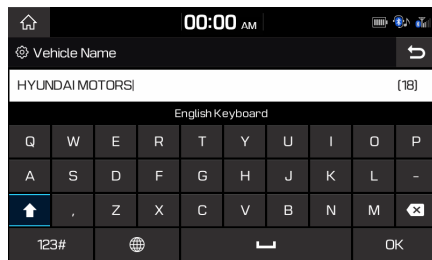 00:00 AM
Vehicle Name
HYUNDAI MOTORS (18)
English Keyboard
Q W E R T Y U I O P
A S D F G H J K L -
, Z X C V B N M
123# OK